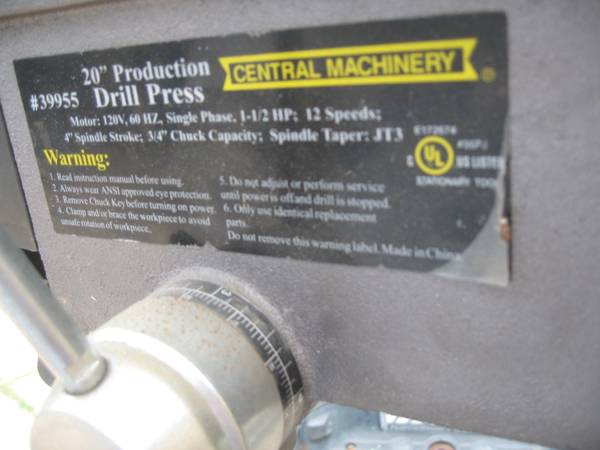 20" Production
CENTRAL MACHINERY
#39955 Drill Press
Motor: 120V, 60 HZ, Single Phase, 1-1/2 HP; 12 Speeds;
4" Spindle Stroke; 3/4" Chuck Capacity; Spindle Taper: JT3
E172674
#50PJ
C UL US LISTED
STATIONARY TOOL
Warning:
1. Read instruction manual before using.
2. Always wear ANSI approved eye protection.
3. Remove Chuck Key before turning on power.
4. Clamp and/or brace the workpiece to avoid
unsafe rotation of workpiece.
5. Do not adjust or perform service
until power is off and drill is stopped.
6. Only use identical replacement
parts.
Do not remove this warning label. Made in China
3